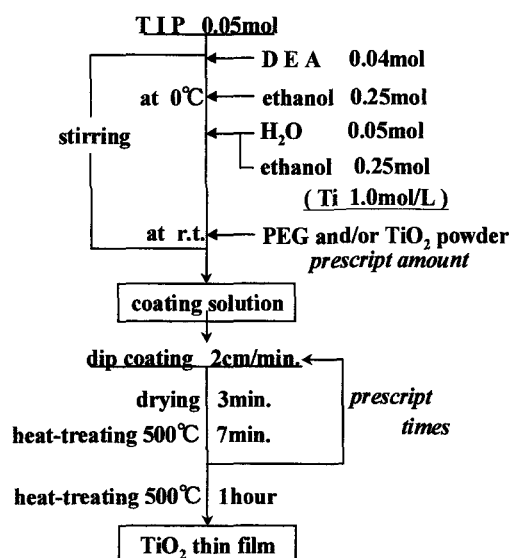 TIP 0.05mol
DEA 0.04mol
at 0℃ ethanol 0.25mol
H₂O 0.05mol
stirring
ethanol 0.25mol
(Ti 1.0mol/L)
at r.t. PEG and/or TiO₂ powder
prescript amount
coating solution
dip coating 2cm/min.
drying 3min.
prescript
times
heat-treating 500℃ 7min.
heat-treating 500℃ 1hour
TiO₂ thin film